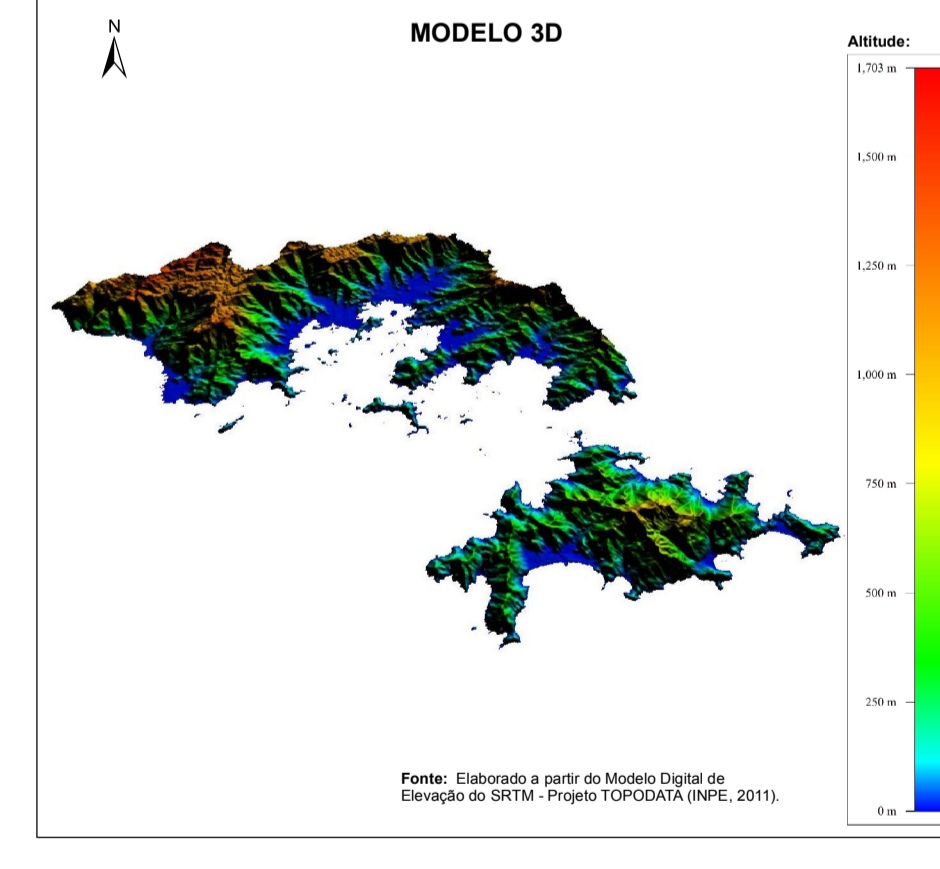 N
MODELO 3D
Altitude:
1,703 m
1,500 m
1,250 m
1,000 m
750 m
500 m
250 m
0 m
Fonte: Elaborado a partir do Modelo Digital de
Elevação do SRTM - Projeto TOPODATA (INPE, 2011).